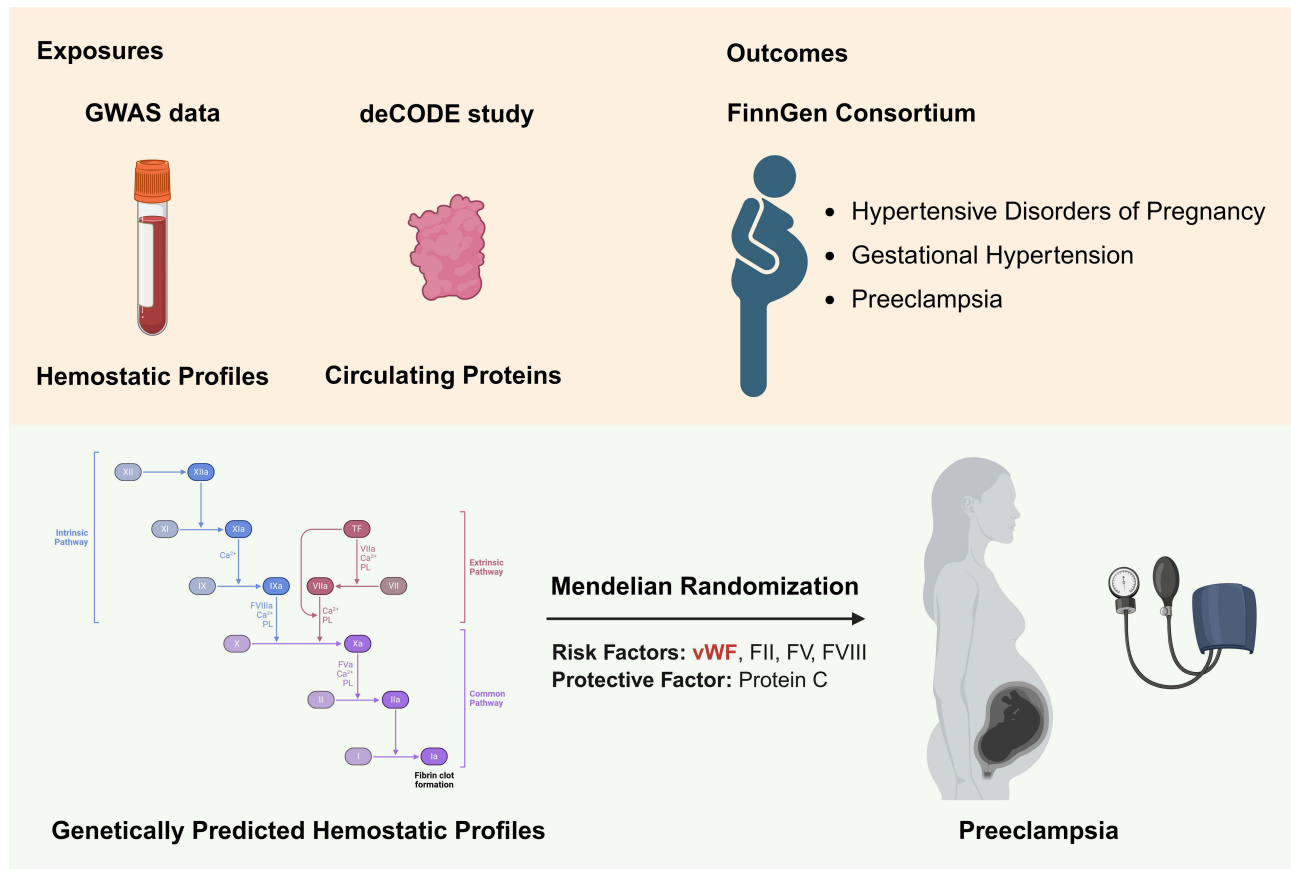 Exposures
Outcomes
GWAS data
deCODE study
FinnGen Consortium
• Hypertensive Disorders of Pregnancy
• Gestational Hypertension
• Preeclampsia
Hemostatic Profiles
Circulating Proteins
Intrinsic
Pathway
XII
XIIa
XI
XIa
Ca²⁺
IX
IXa
FVIIIa
Ca²⁺
PL
TF
VIIa
Ca²⁺
PL
VIIa
VII
Ca²⁺
PL
Extrinsic
Pathway
X
Xa
FVa
Ca²⁺
PL
II
IIa
Common
Pathway
I
Ia
Fibrin clot
formation
Mendelian Randomization
Risk Factors: vWF, FII, FV, FVIII
Protective Factor: Protein C
Genetically Predicted Hemostatic Profiles
Preeclampsia